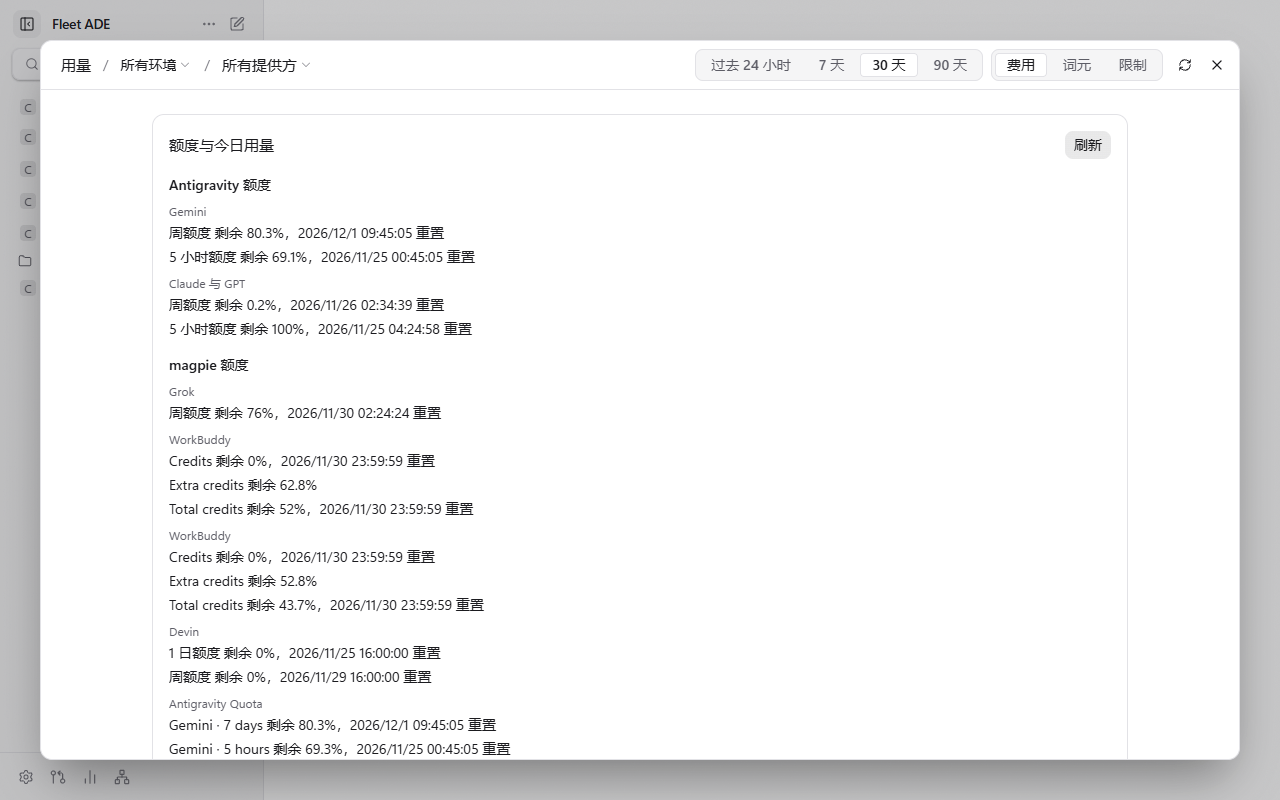 Fleet ADE
用量 / 所有环境 / 所有提供方
过去 24 小时 7 天 30 天 90 天 费用 词元 限制
额度与今日用量
刷新
Antigravity 额度
Gemini
周额度 剩余 80.3%，2026/12/1 09:45:05 重置
5 小时额度 剩余 69.1%，2026/11/25 00:45:05 重置
Claude 与 GPT
周额度 剩余 0.2%，2026/11/26 02:34:39 重置
5 小时额度 剩余 100%，2026/11/25 04:24:58 重置
magpie 额度
Grok
周额度 剩余 76%，2026/11/30 02:24:24 重置
WorkBuddy
Credits 剩余 0%，2026/11/30 23:59:59 重置
Extra credits 剩余 62.8%
Total credits 剩余 52%，2026/11/30 23:59:59 重置
WorkBuddy
Credits 剩余 0%，2026/11/30 23:59:59 重置
Extra credits 剩余 52.8%
Total credits 剩余 43.7%，2026/11/30 23:59:59 重置
Devin
1 日额度 剩余 0%，2026/11/25 16:00:00 重置
周额度 剩余 0%，2026/11/29 16:00:00 重置
Antigravity Quota
Gemini · 7 days 剩余 80.3%，2026/12/1 09:45:05 重置
Gemini · 5 hours 剩余 69.3%，2026/11/25 00:45:05 重置
C
C
C
C
C
C